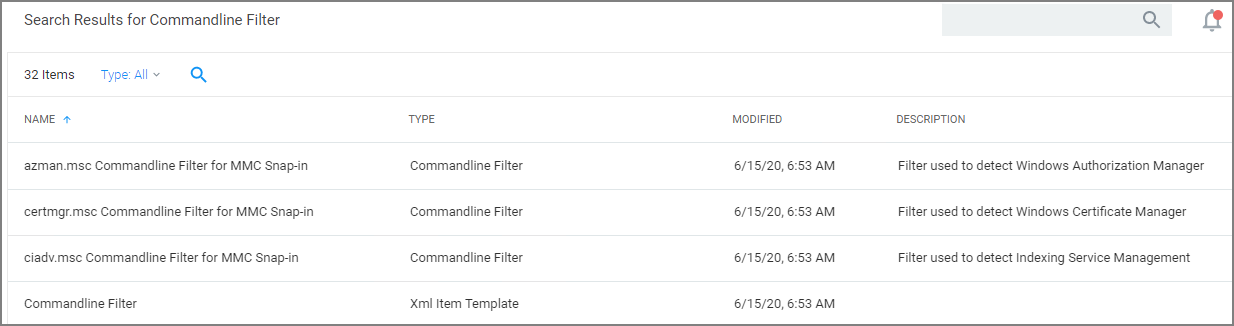 Search Results for Commandline Filter
32 Items Type: All
NAME TYPE MODIFIED DESCRIPTION
azman.msc Commandline Filter for MMC Snap-in Commandline Filter 6/15/20, 6:53 AM Filter used to detect Windows Authorization Manager
certmgr.msc Commandline Filter for MMC Snap-in Commandline Filter 6/15/20, 6:53 AM Filter used to detect Windows Certificate Manager
ciadv.msc Commandline Filter for MMC Snap-in Commandline Filter 6/15/20, 6:53 AM Filter used to detect Indexing Service Management
Commandline Filter Xml Item Template 6/15/20, 6:53 AM